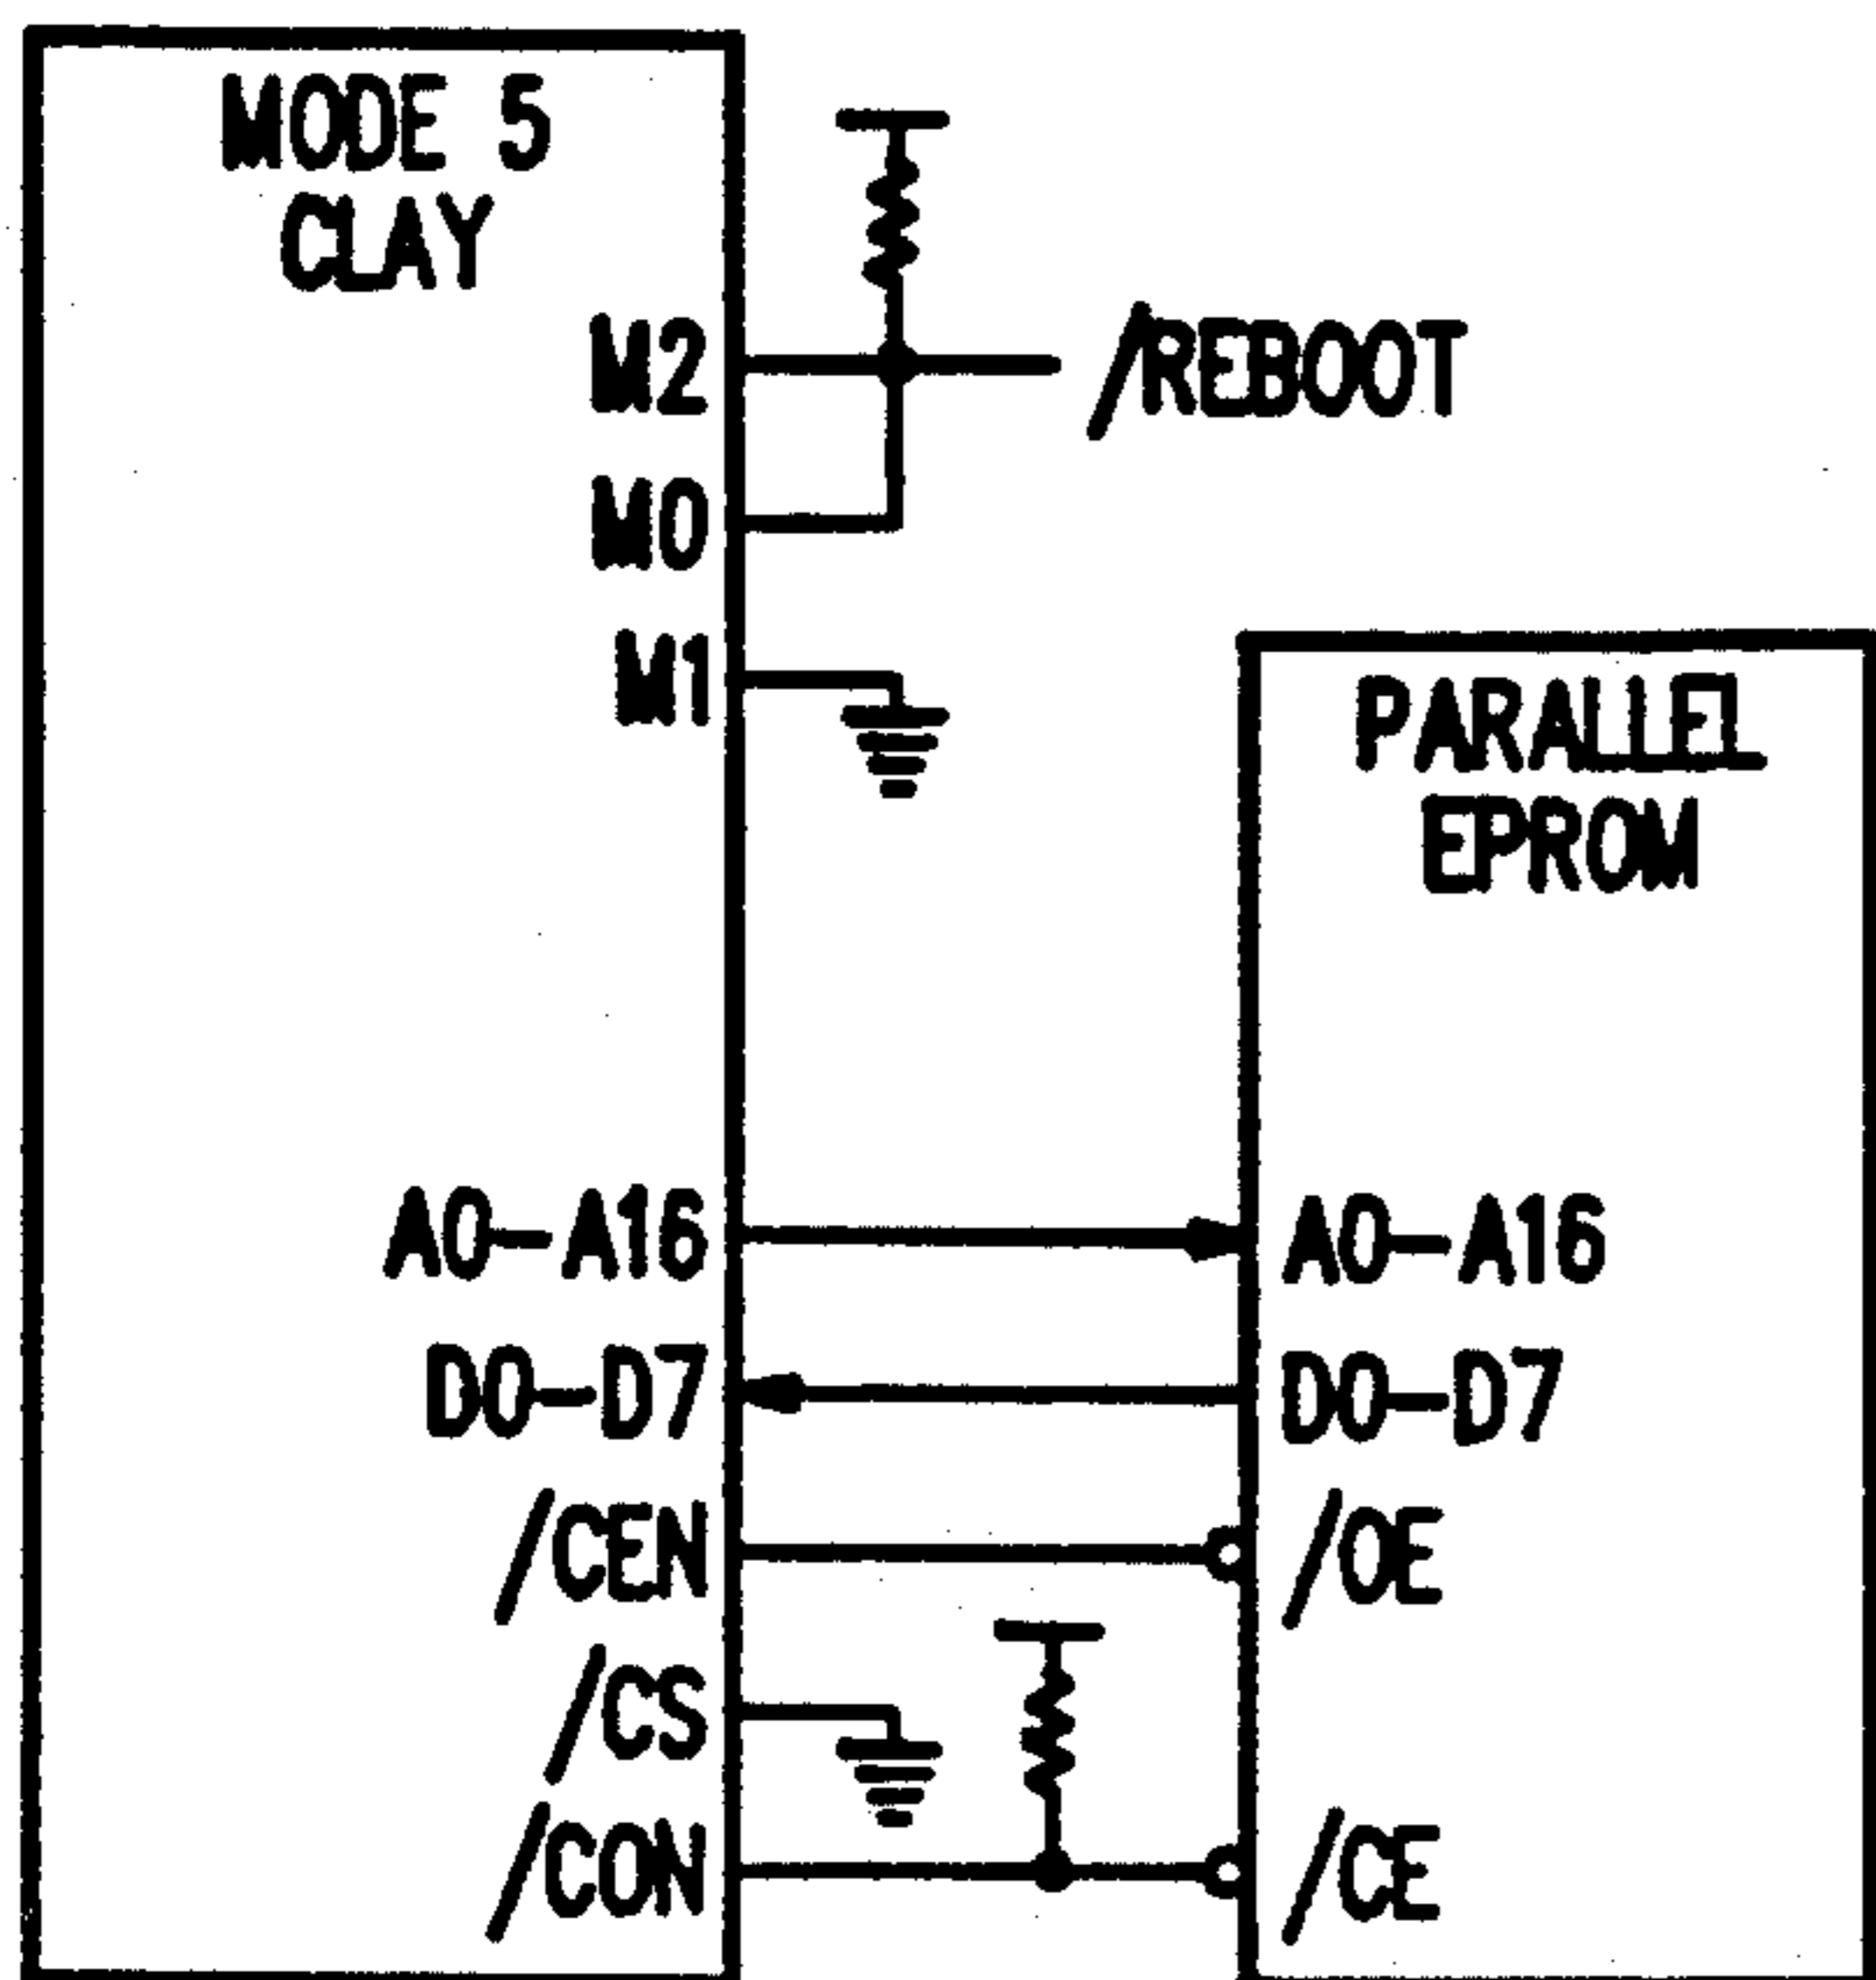 MODE 5
CLAY
M2
/REBOOT
M0
M1
PARALLEL
EPROM
A0-A16
A0-A16
D0-D7
D0-D7
/CEN
/OE
/CS
/CON
/CE